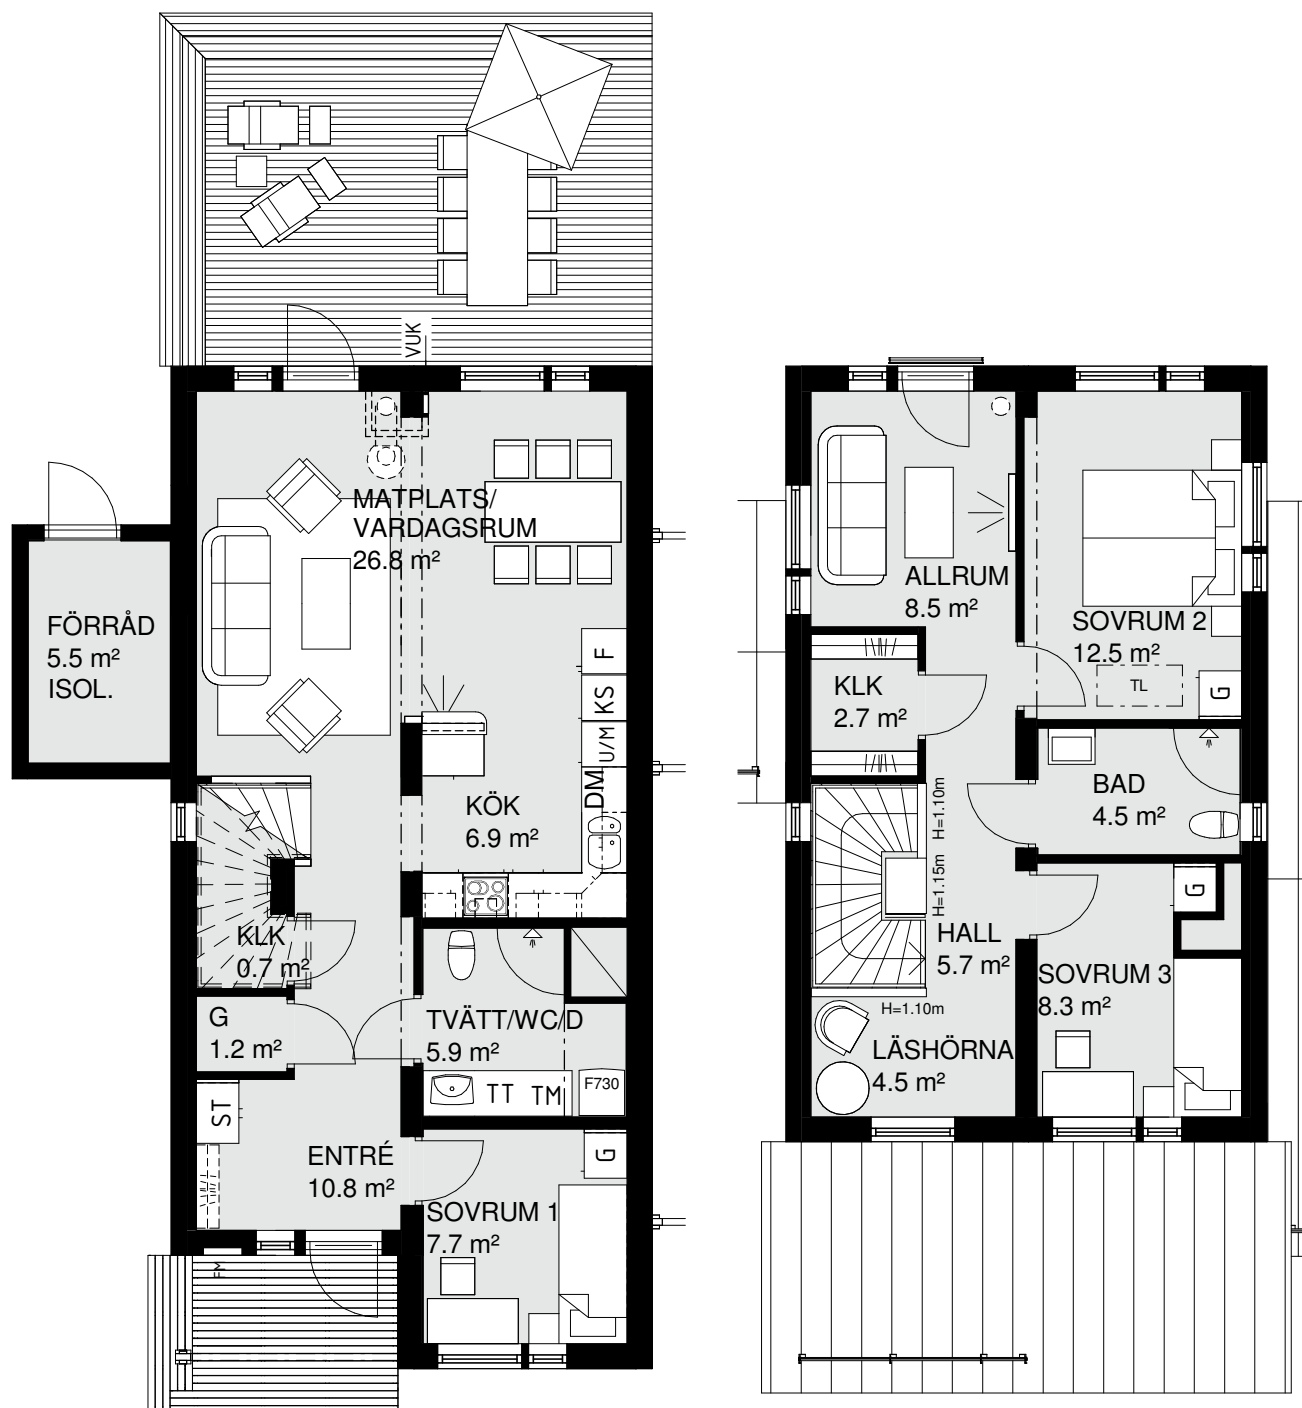 VUK
MATPLATS/
VARDAGSRUM
26.8 m²
FÖRRÅD
5.5 m²
ISOL.
F
KS
U/M
DM
KÖK
6.9 m²
KLK
0.7 m²
G
1.2 m²
TVÄTT/WC/D
5.9 m²
TT
TM
F730
ST
ENTRÉ
10.8 m²
G
SOVRUM 1
7.7 m²
FM
ALLRUM
8.5 m²
SOVRUM 2
12.5 m²
TL
G
KLK
2.7 m²
BAD
4.5 m²
H=1.10m
H=1.15m
G
HALL
5.7 m²
SOVRUM 3
8.3 m²
H=1.10m
LÄSHÖRNA
4.5 m²